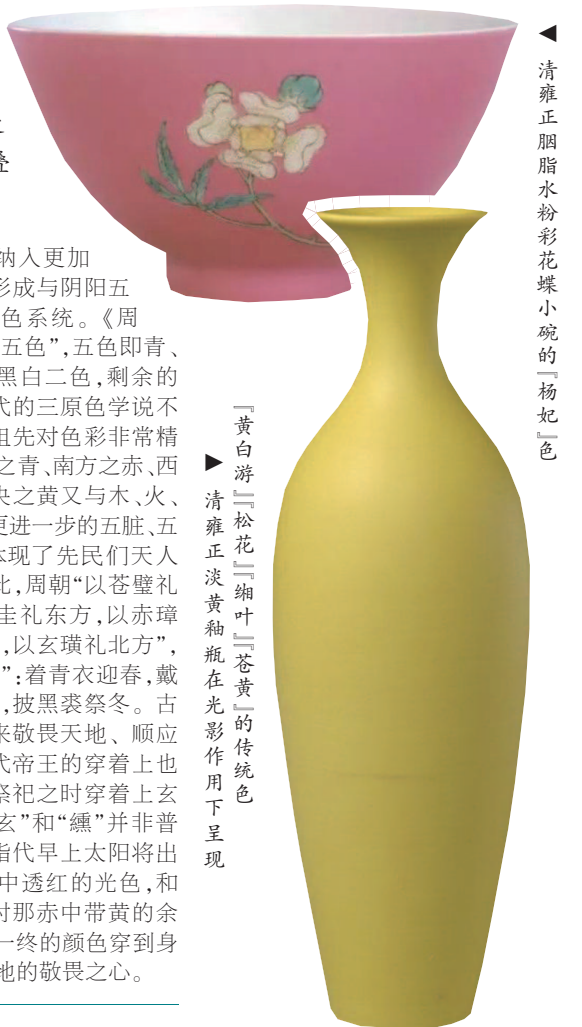 ◀ 清雍正胭脂水粉彩花蝶小碗的『杨妃』色
纳入更加
形成与阴阳五
色系统。《周
五色”,五色即青、
黑白二色,剩余的
代的三原色学说不
祖先对色彩非常精
之青、南方之赤、西
央之黄又与木、火、
更进一步的五脏、五
体现了先民们天人
此,周朝“以苍璧礼
圭礼东方,以赤璋
,以玄璜礼北方”,
”:着青衣迎春,戴
,披黑裘祭冬。古
来敬畏天地、顺应
代帝王的穿着上也
祭祀之时穿着上玄
玄”和“纁”并非普
指代早上太阳将出
中透红的光色,和
时那赤中带黄的余
一终的颜色穿到身
地的敬畏之心。
▶ 清雍正淡黄釉瓶在光影作用下呈现
『黄白游』『松花』『缃叶』『苍黄』的传统色